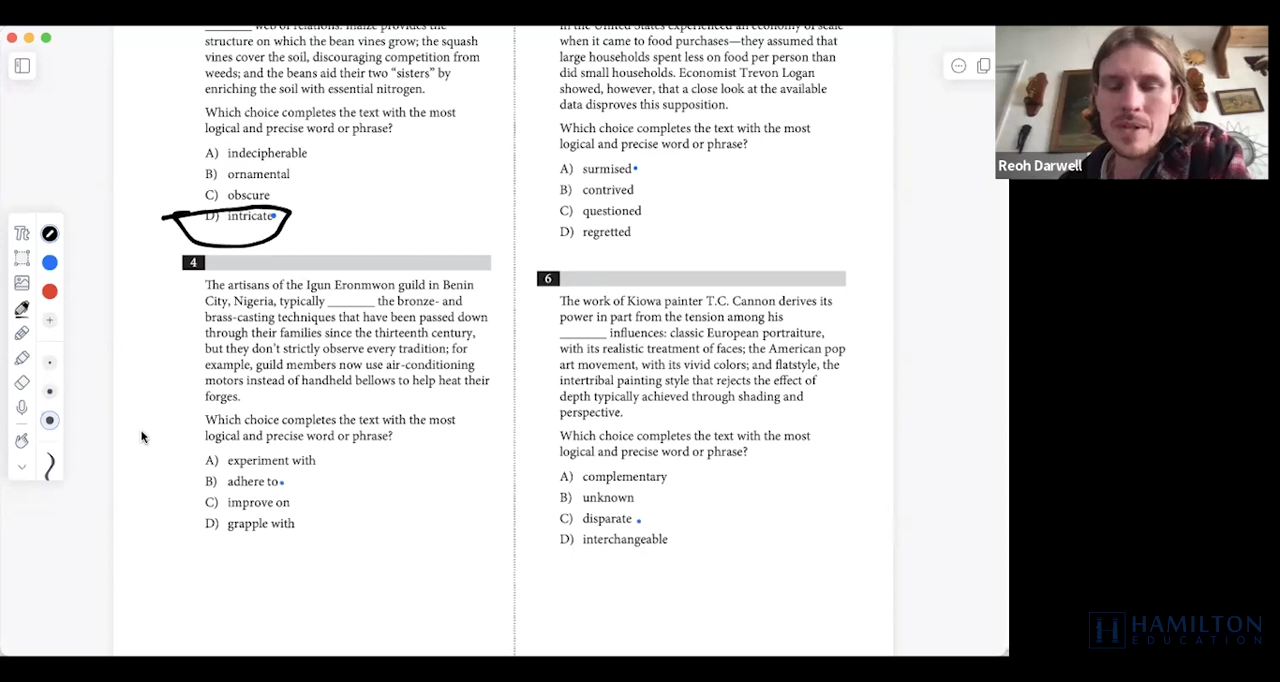 web of relations: maize provides the
structure on which the bean vines grow; the squash
vines cover the soil, discouraging competition from
weeds; and the beans aid their two “sisters” by
enriching the soil with essential nitrogen.
Which choice completes the text with the most
logical and precise word or phrase?
A) indecipherable
B) ornamental
C) obscure
D) intricate
4
The artisans of the Igun Eronmwon guild in Benin
City, Nigeria, typically _______ the bronze- and
brass-casting techniques that have been passed down
through their families since the thirteenth century,
but they don’t strictly observe every tradition; for
example, guild members now use air-conditioning
motors instead of handheld bellows to help heat their
forges.
Which choice completes the text with the most
logical and precise word or phrase?
A) experiment with
B) adhere to
C) improve on
D) grapple with
in the United States experienced an economy of scale
when it came to food purchases—they assumed that
large households spent less on food per person than
did small households. Economist Trevon Logan
showed, however, that a close look at the available
data disproves this supposition.
Which choice completes the text with the most
logical and precise word or phrase?
A) surmised
B) contrived
C) questioned
D) regretted
6
The work of Kiowa painter T.C. Cannon derives its
power in part from the tension among his
_______ influences: classic European portraiture,
with its realistic treatment of faces; the American pop
art movement, with its vivid colors; and flatstyle, the
intertribal painting style that rejects the effect of
depth typically achieved through shading and
perspective.
Which choice completes the text with the most
logical and precise word or phrase?
A) complementary
B) unknown
C) disparate
D) interchangeable
Tt
Reoh Darwell
HAMILTON
EDUCATION